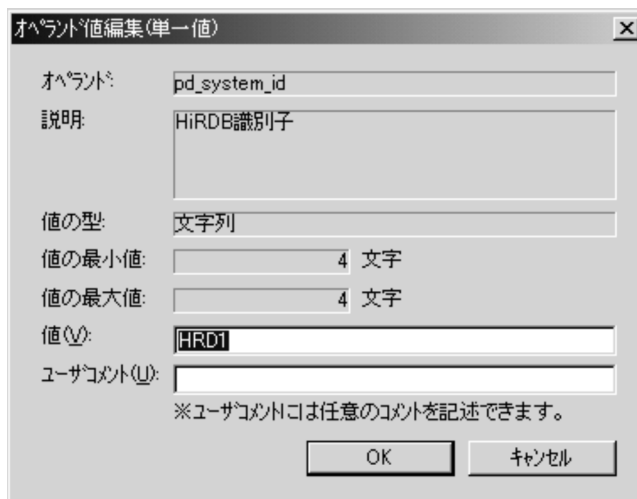 オペランド値編集(単一値)
オペランド: pd_system_id
説明: HiRDB識別子
値の型: 文字列
値の最小値: 4 文字
値の最大値: 4 文字
値(V): HRD1
ユーザコメント(U):
※ユーザコメントには任意のコメントを記述できます。
OK キャンセル